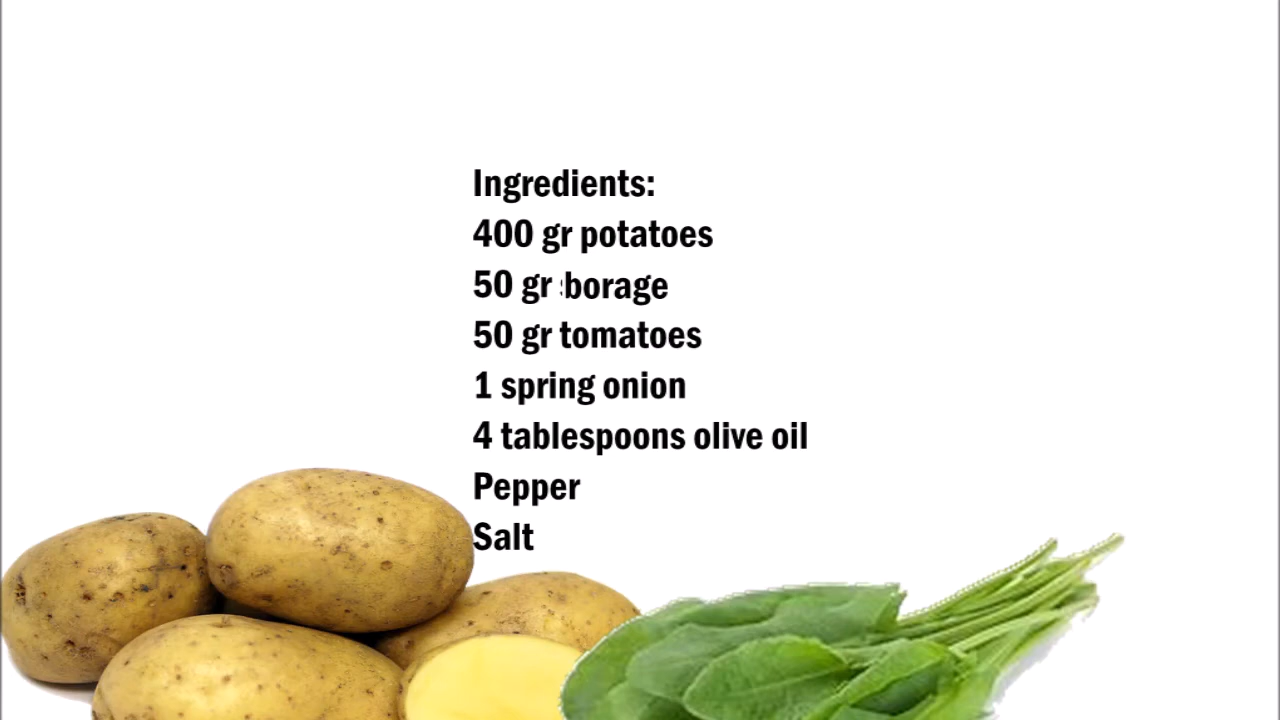 Ingredients:
400 gr potatoes
50 gr borage
50 gr tomatoes
1 spring onion
4 tablespoons olive oil
Pepper
Salt